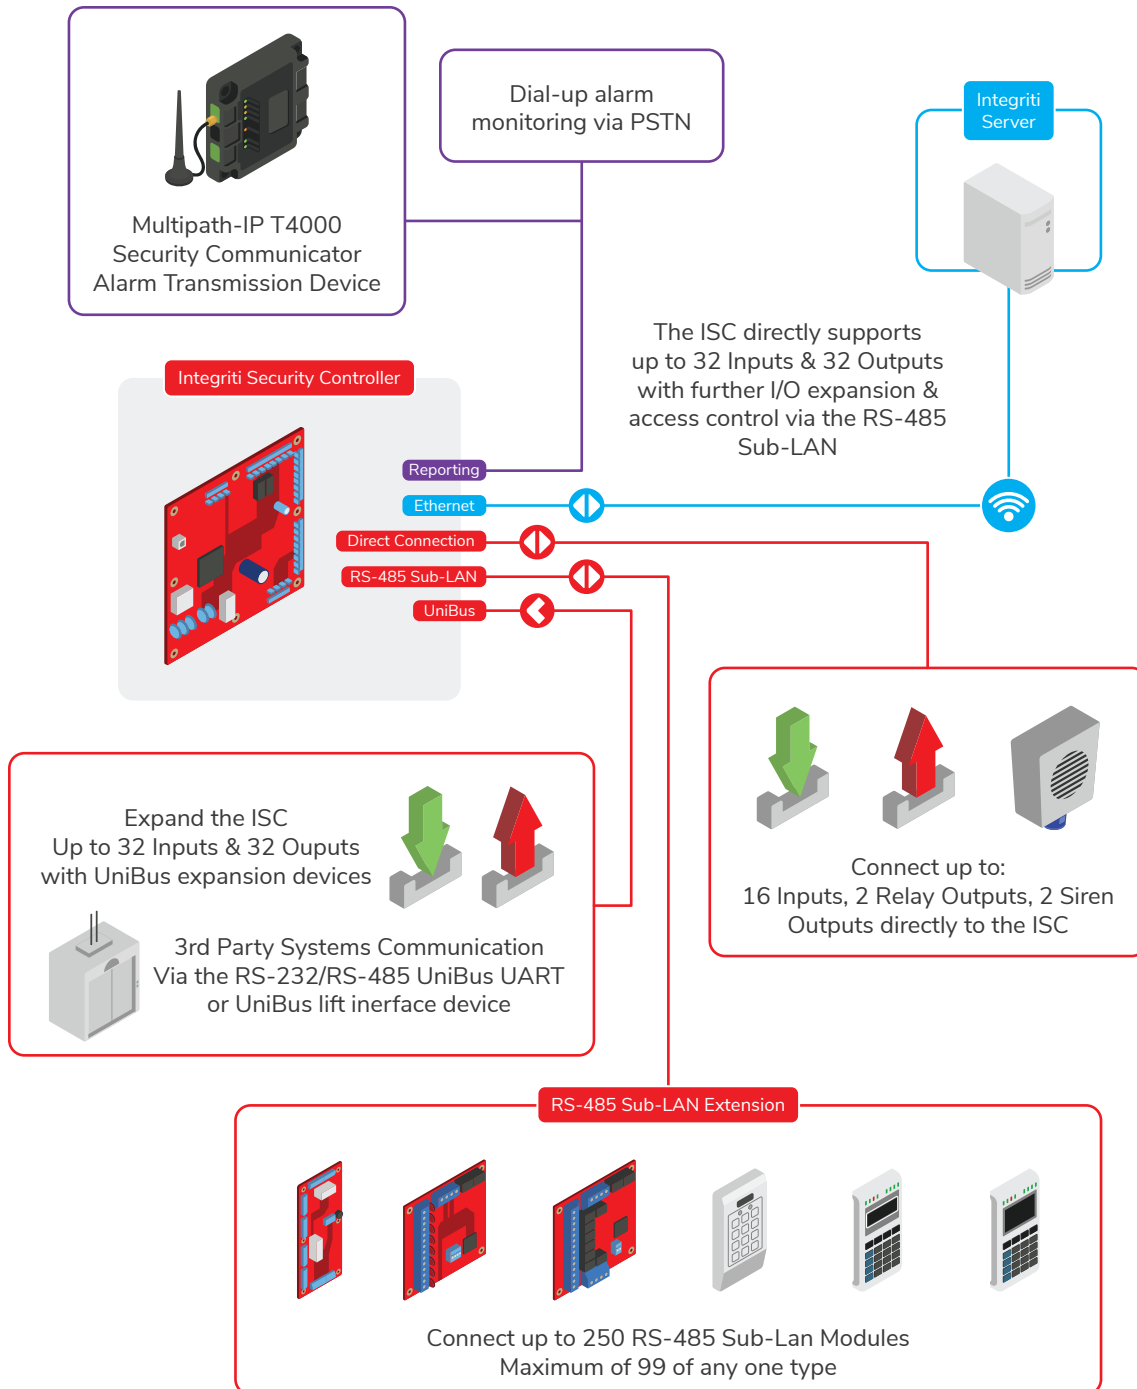 Dial-up alarm
monitoring via PSTN
Integriti
Server
Multipath-IP T4000
Security Communicator
Alarm Transmission Device
The ISC directly supports
up to 32 Inputs & 32 Outputs
with further I/O expansion &
access control via the RS-485
Sub-LAN
Integriti Security Controller
Reporting
Ethernet
Direct Connection
RS-485 Sub-LAN
UniBus
Expand the ISC
Up to 32 Inputs & 32 Ouputs
with UniBus expansion devices
3rd Party Systems Communication
Via the RS-232/RS-485 UniBus UART
or UniBus lift inerface device
Connect up to:
16 Inputs, 2 Relay Outputs, 2 Siren
Outputs directly to the ISC
RS-485 Sub-LAN Extension
Connect up to 250 RS-485 Sub-Lan Modules
Maximum of 99 of any one type